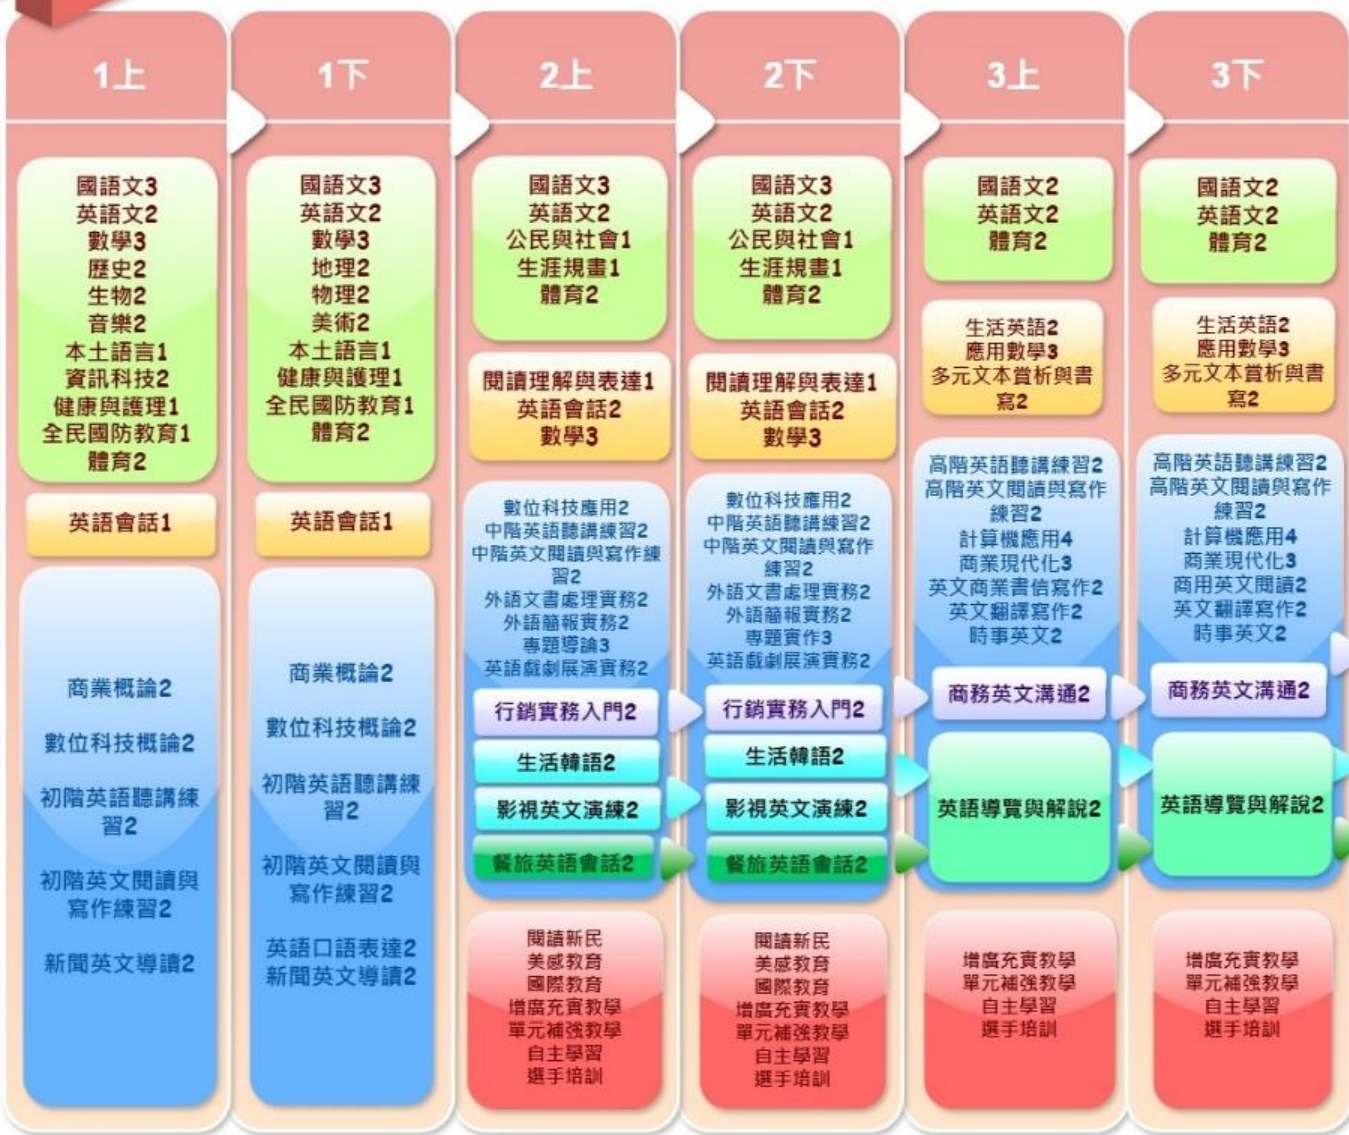 1上
國語文3
英語文2
數學3
歷史2
生物2
音樂2
本土語言1
資訊科技2
健康與護理1
全民國防教育1
體育2
英語會話1
商業概論2
數位科技概論2
初階英語聽講練
習2
初階英文閱讀與
寫作練習2
新聞英文導讀2
1下
國語文3
英語文2
數學3
地理2
物理2
美術2
本土語言1
健康與護理1
全民國防教育1
體育2
英語會話1
商業概論2
數位科技概論2
初階英語聽講練
習2
初階英文閱讀與
寫作練習2
英語口語表達2
新聞英文導讀2
2上
國語文3
英語文2
公民與社會1
生涯規畫1
體育2
閱讀理解與表達1
英語會話2
數學3
數位科技應用2
中階英語聽講練習2
中階英文閱讀與寫作練
習2
外語文書處理實務2
外語簡報實務2
專題導論3
英語戲劇展演實務2
行銷實務入門2
生活韓語2
影視英文演練2
餐旅英語會話2
閱讀新民
美感教育
國際教育
增廣充實教學
單元補強教學
自主學習
選手培訓
2下
國語文3
英語文2
公民與社會1
生涯規畫1
體育2
閱讀理解與表達1
英語會話2
數學3
數位科技應用2
中階英語聽講練習2
中階英文閱讀與寫作
練習2
外語文書處理實務2
外語簡報實務2
專題實作3
英語戲劇展演實務2
行銷實務入門2
生活韓語2
影視英文演練2
餐旅英語會話2
閱讀新民
美感教育
國際教育
增廣充實教學
單元補強教學
自主學習
選手培訓
3上
國語文2
英語文2
體育2
生活英語2
應用數學3
多元文本賞析與書
寫2
高階英語聽講練習2
高階英文閱讀與寫作
練習2
計算機應用4
商業現代化3
英文商業書信寫作2
英文翻譯寫作2
時事英文2
商務英文溝通2
英語導覽與解說2
增廣充實教學
單元補強教學
自主學習
選手培訓
3下
國語文2
英語文2
體育2
生活英語2
應用數學3
多元文本賞析與書
寫2
高階英語聽講練習2
高階英文閱讀與寫作
練習2
計算機應用4
商業現代化3
商用英文閱讀2
英文翻譯寫作2
時事英文2
商務英文溝通2
英語導覽與解說2
增廣充實教學
單元補強教學
自主學習
選手培訓